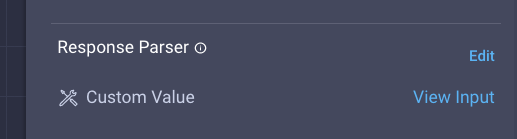 Response Parser
Edit
Custom Value
View Input